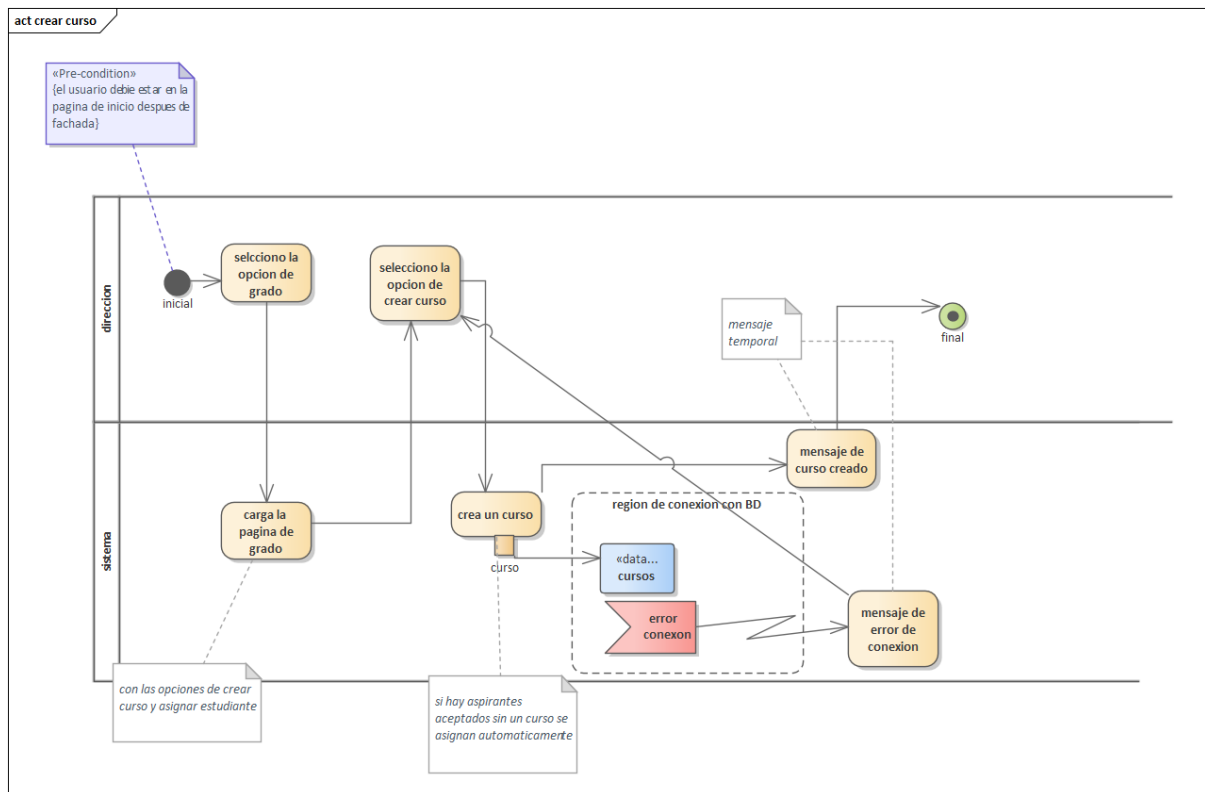 act crear curso
«Pre-condition»
{el usuario debie estar en la
pagina de inicio despues de
fachada}
direccion
inicial
selcciono la
opcion de
grado
selecciono la
opcion de
crear curso
mensaje
temporal
final
sistema
carga la
pagina de
grado
crea un curso
curso
region de conexion con BD
«data...
cursos
error
conexon
mensaje de
curso creado
mensaje de
error de
conexion
con las opciones de crear
curso y asignar estudiante
si hay aspirantes
aceptados sin un curso se
asignan automaticamente